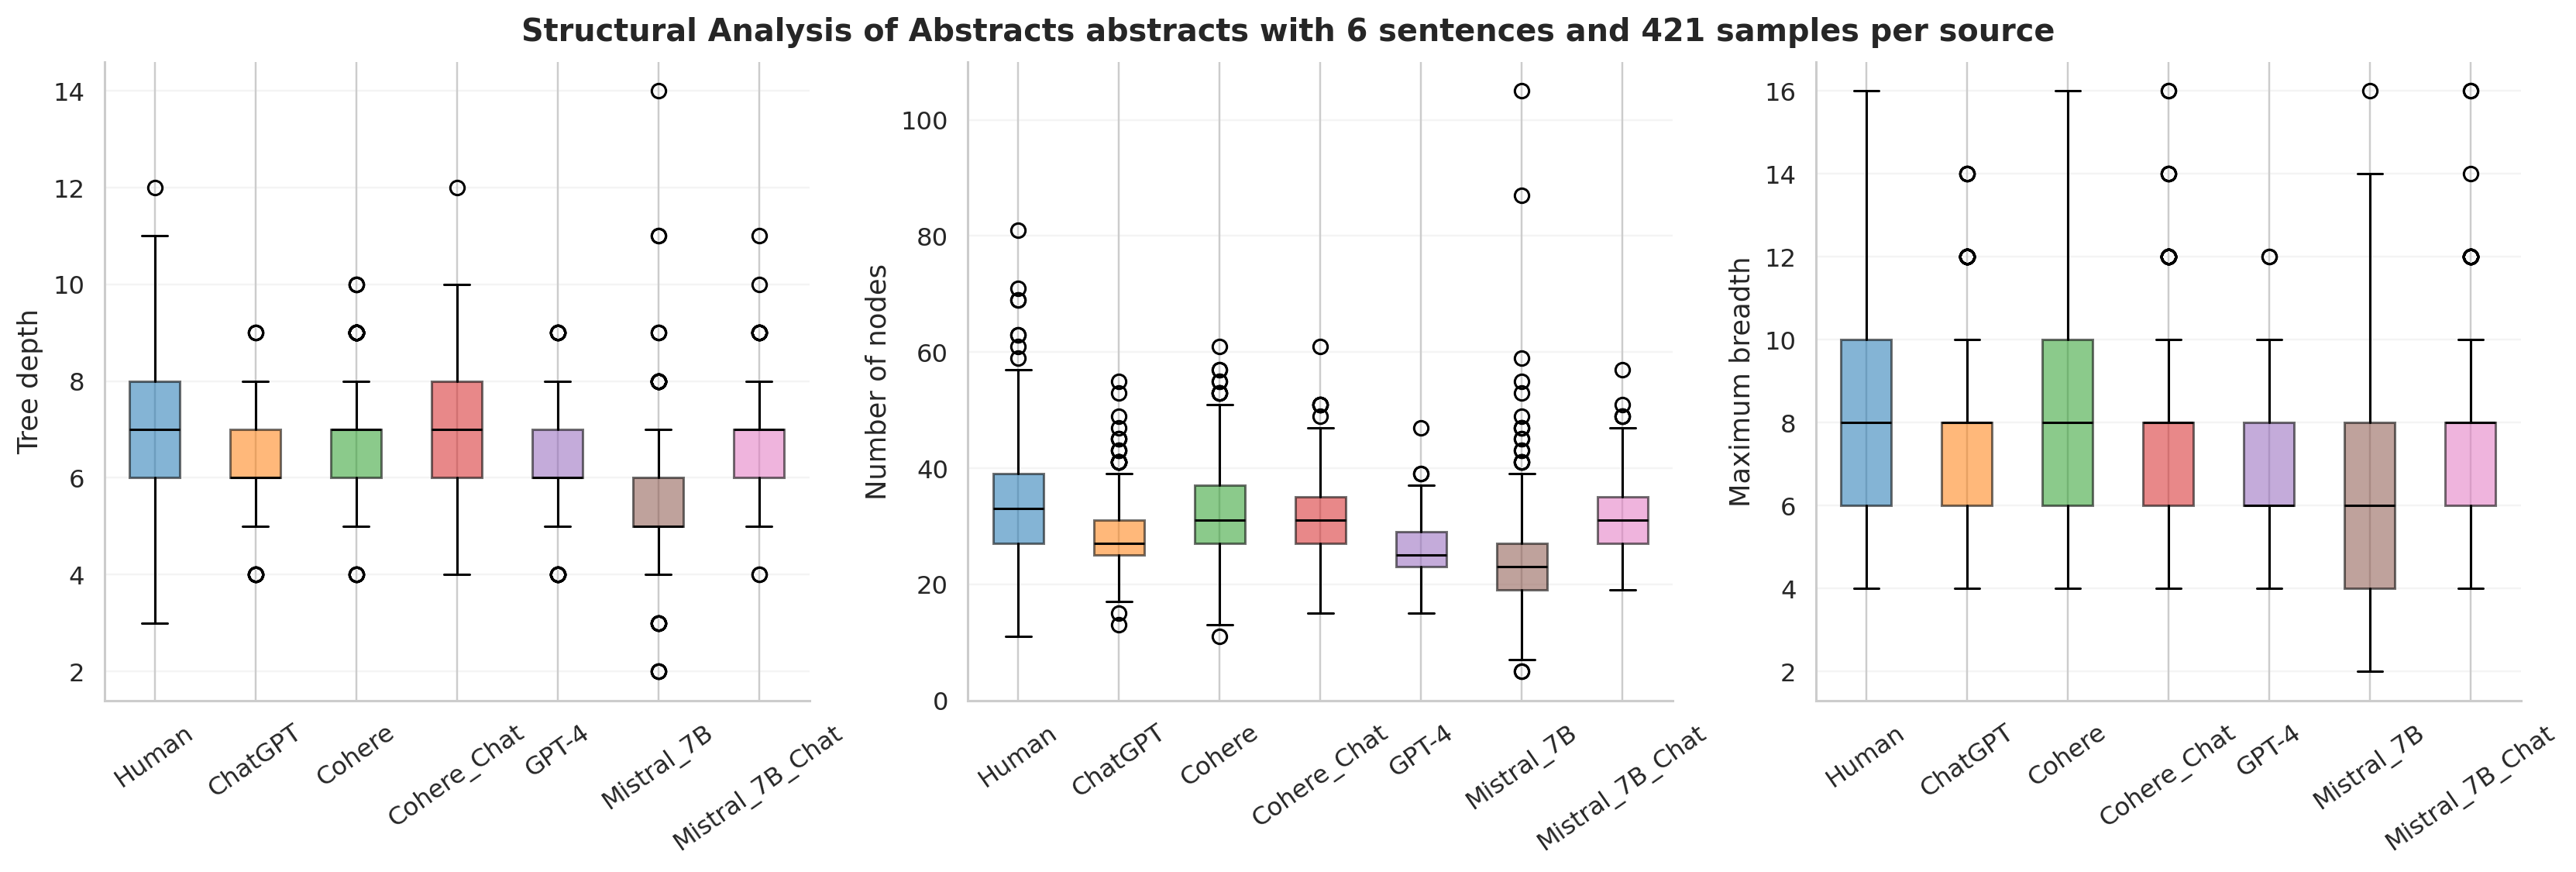 Structural Analysis of Abstracts abstracts with 6 sentences and 421 samples per source
Tree depth
14
12
10
8
6
4
2
Human
ChatGPT
Cohere
Cohere_Chat
GPT-4
Mistral_7B
Mistral_7B_Chat
Number of nodes
100
80
60
40
20
0
Human
ChatGPT
Cohere
Cohere_Chat
GPT-4
Mistral_7B
Mistral_7B_Chat
Maximum breadth
16
14
12
10
8
6
4
2
Human
ChatGPT
Cohere
Cohere_Chat
GPT-4
Mistral_7B
Mistral_7B_Chat